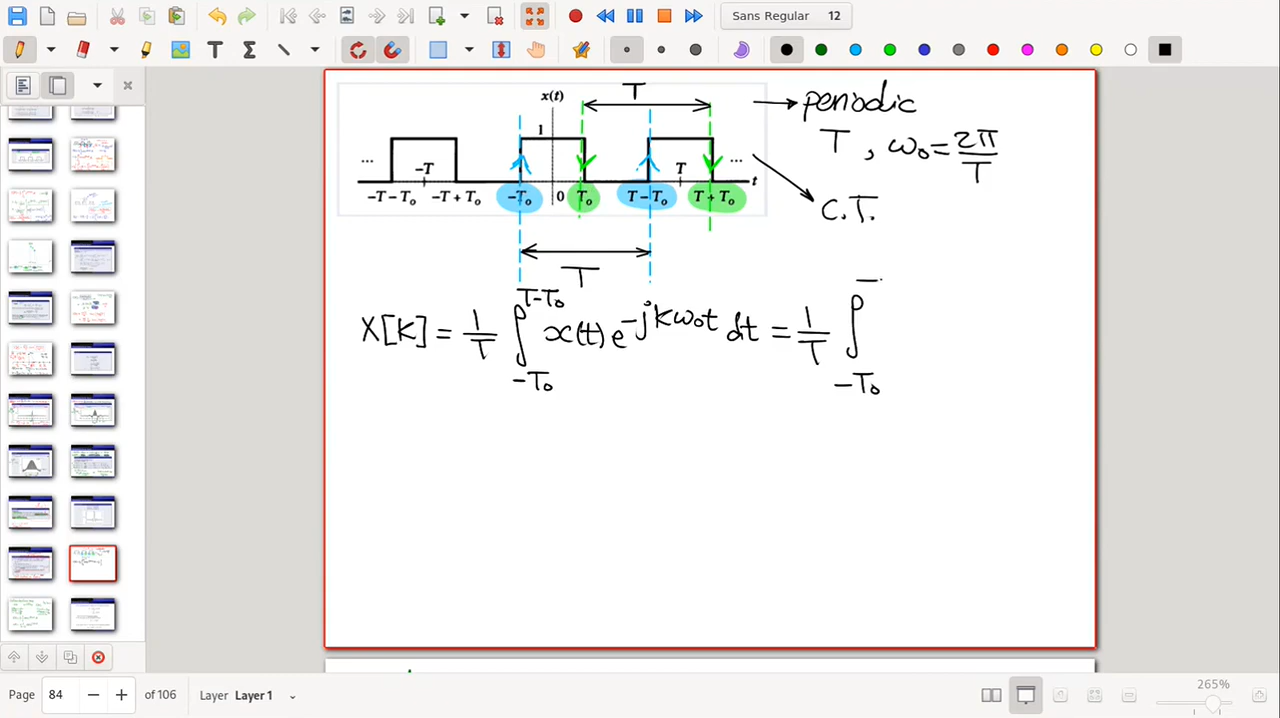 Sans Regular 12
x(t)
T
→ periodic
1
T , ω₀ = 2π/T
... −T T ... t
−T − T₀ −T + T₀ −T₀ 0 T₀ T − T₀ T + T₀
C.T.
T
X[K] = 1/T ∫_{-T₀}^{T-T₀} x(t) e^{-jkω₀t} dt = 1/T ∫_{-T₀}
Page 84 of 106 Layer Layer 1 265%